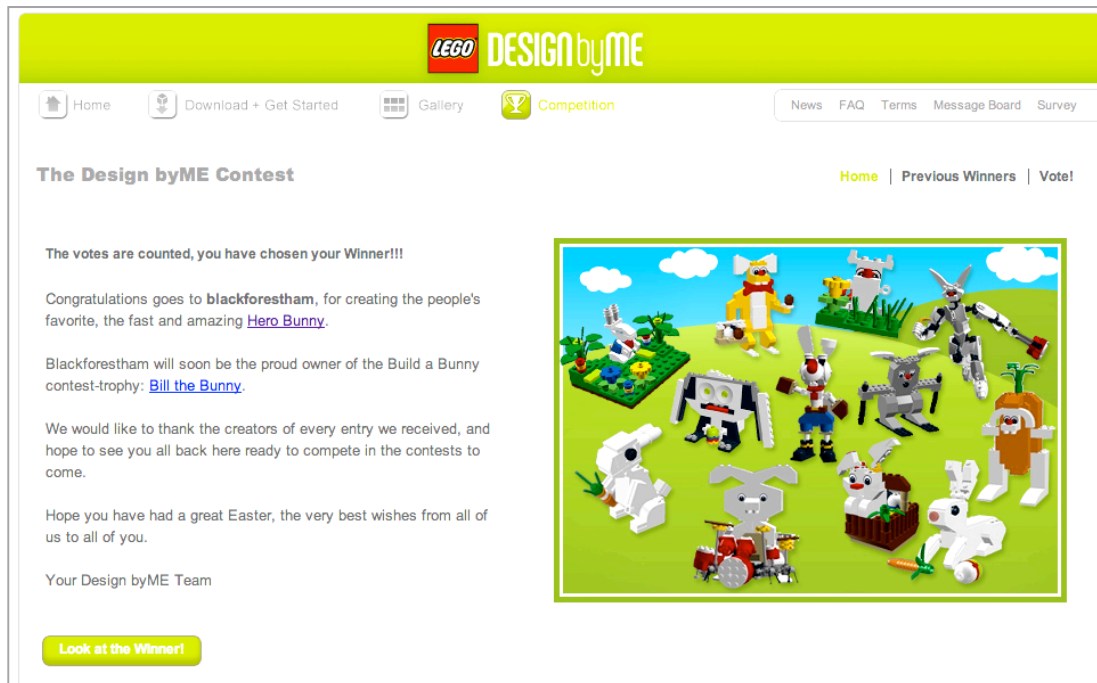 LEGO DESIGN byME
Home Download + Get Started Gallery Competition News FAQ Terms Message Board Survey
The Design byME Contest
Home | Previous Winners | Vote!
The votes are counted, you have chosen your Winner!!!
Congratulations goes to blackforestham, for creating the people's
favorite, the fast and amazing Hero Bunny.
Blackforestham will soon be the proud owner of the Build a Bunny
contest-trophy: Bill the Bunny.
We would like to thank the creators of every entry we received, and
hope to see you all back here ready to compete in the contests to
come.
Hope you have had a great Easter, the very best wishes from all of
us to all of you.
Your Design byME Team
Look at the Winner!